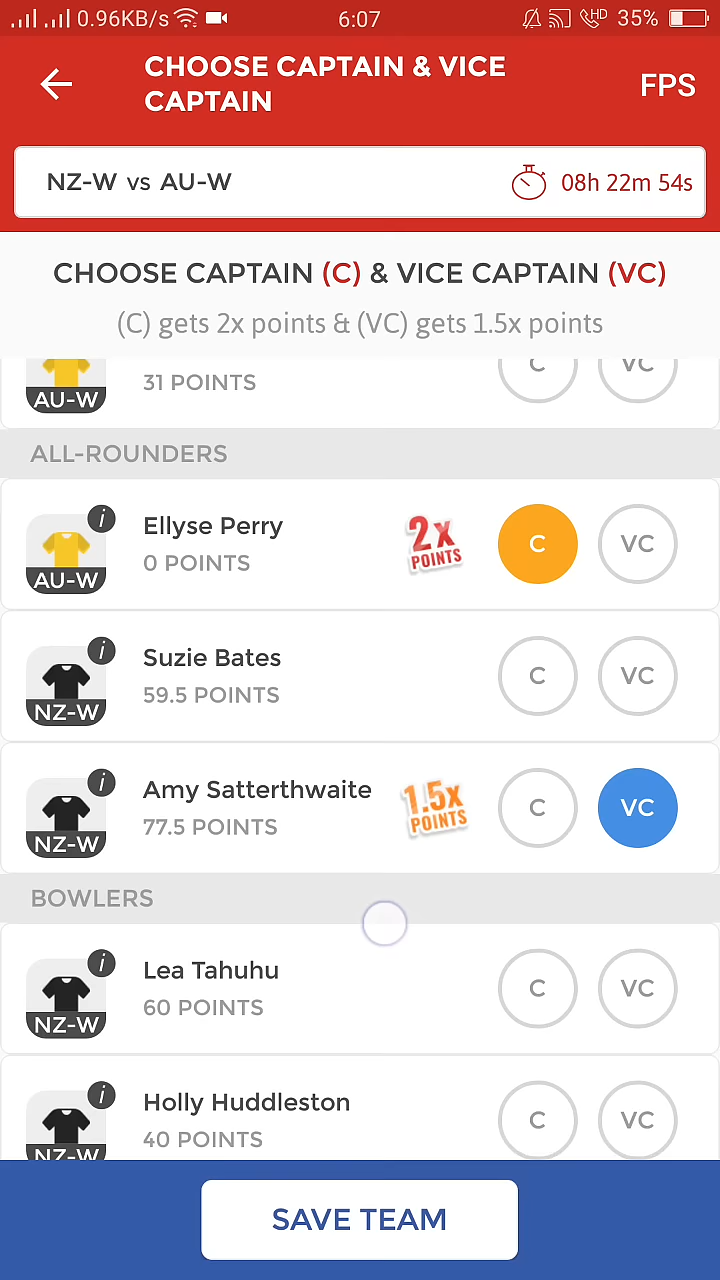 0.96KB/s 6:07 HD 35%
CHOOSE CAPTAIN & VICE
CAPTAIN
FPS
NZ-W vs AU-W 08h 22m 54s
CHOOSE CAPTAIN (C) & VICE CAPTAIN (VC)
(C) gets 2x points & (VC) gets 1.5x points
AU-W 31 POINTS C VC
ALL-ROUNDERS
i Ellyse Perry
AU-W 0 POINTS 2x POINTS C VC
i Suzie Bates
NZ-W 59.5 POINTS C VC
i Amy Satterthwaite
NZ-W 77.5 POINTS 1.5x POINTS C VC
BOWLERS
i Lea Tahuhu
NZ-W 60 POINTS C VC
i Holly Huddleston
NZ-W 40 POINTS C VC
SAVE TEAM